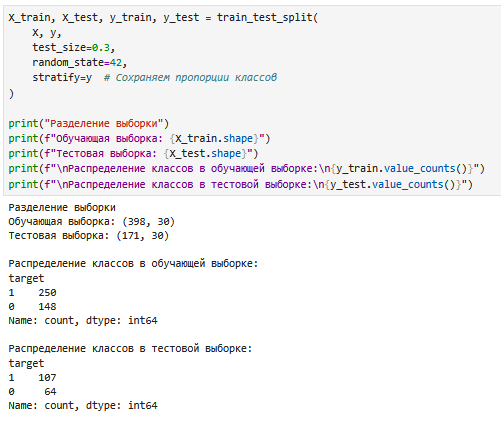 X_train, X_test, y_train, y_test = train_test_split(
    X, y,
    test_size=0.3,
    random_state=42,
    stratify=y  # Сохраняем пропорции классов
)

print("Разделение выборки")
print(f"Обучающая выборка: {X_train.shape}")
print(f"Тестовая выборка: {X_test.shape}")
print(f"\nРаспределение классов в обучающей выборке:\n{y_train.value_counts()}")
print(f"\nРаспределение классов в тестовой выборке:\n{y_test.value_counts()}")
Разделение выборки
Обучающая выборка: (398, 30)
Тестовая выборка: (171, 30)

Распределение классов в обучающей выборке:
target
1    250
0    148
Name: count, dtype: int64

Распределение классов в тестовой выборке:
target
1    107
0     64
Name: count, dtype: int64